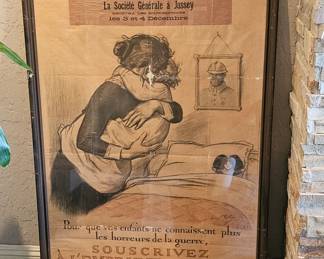 La Société Générale à Jussey
les 3 et 4 Décembre
Pour que vos enfants ne connaissent plus
les horreurs de la guerre,
SOUSCRIVEZ